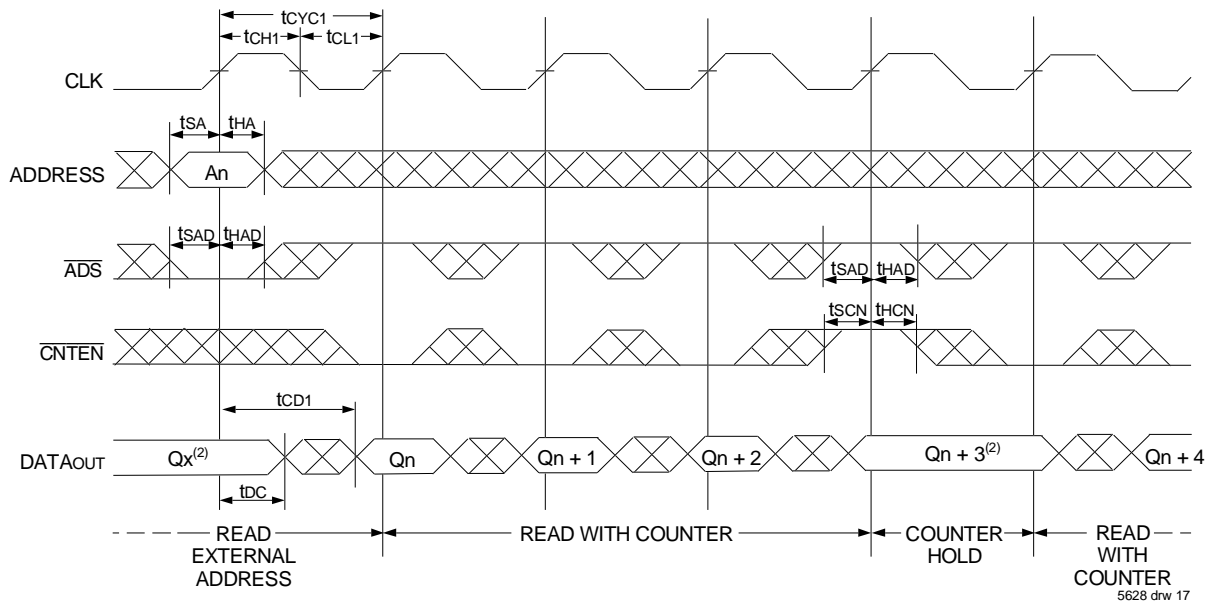 tCYC1
tCH1 tCL1
CLK
tSA tHA
ADDRESS An
tSAD tHAD
ADS
tSAD tHAD
tSCN tHCN
CNTEN
tCD1
DATAOUT Qx(2) Qn Qn + 1 Qn + 2 Qn + 3(2) Qn + 4
tDC
READ EXTERNAL ADDRESS
READ WITH COUNTER
COUNTER HOLD
READ WITH COUNTER
5628 drw 17